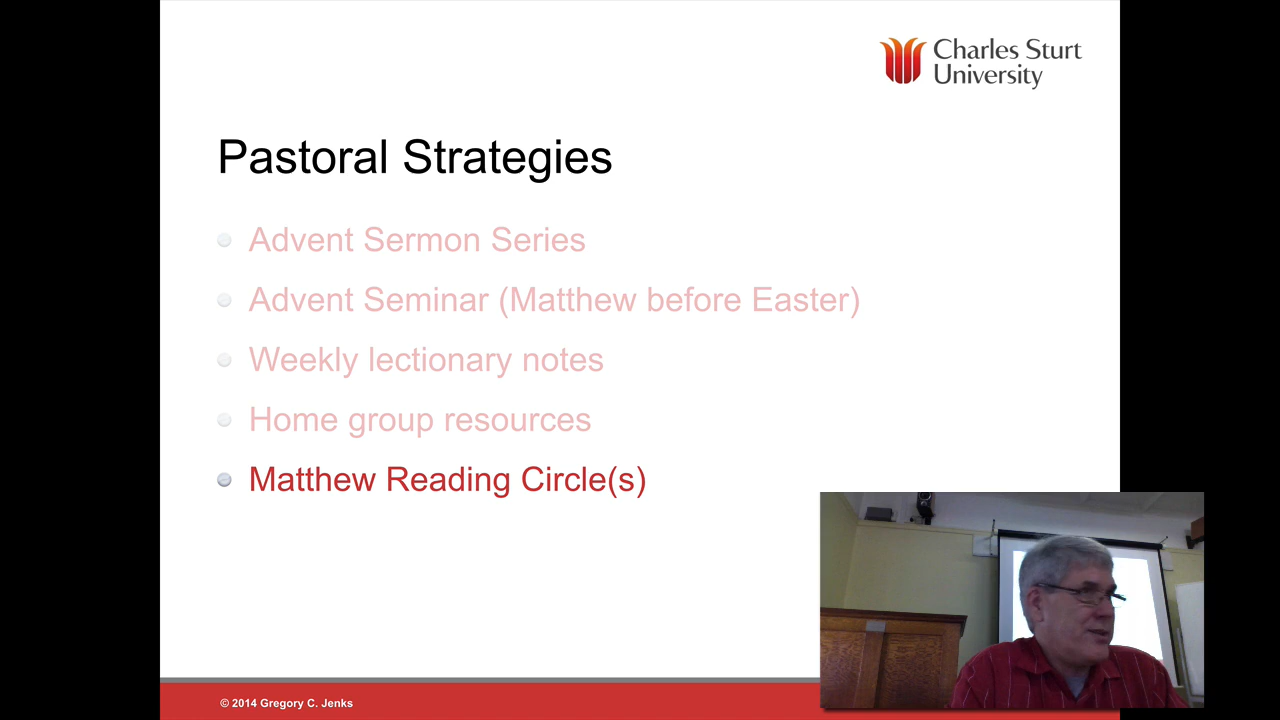 Charles Sturt
University
Pastoral Strategies
Advent Sermon Series
Advent Seminar (Matthew before Easter)
Weekly lectionary notes
Home group resources
Matthew Reading Circle(s)
© 2014 Gregory C. Jenks